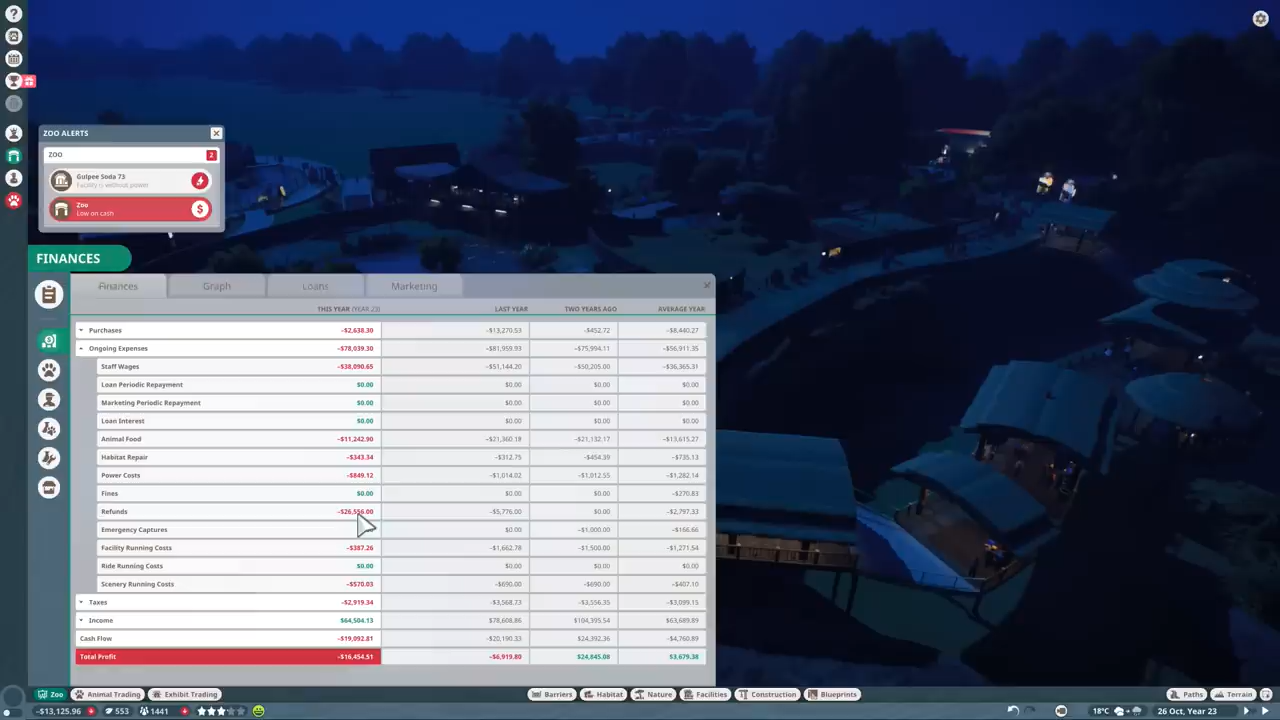 ZOO ALERTS
ZOO 2
Gulpee Soda 73
Facility is without power
Zoo
Low on cash
FINANCES
Finances Graph Loans Marketing
THIS YEAR (YEAR 23) LAST YEAR TWO YEARS AGO AVERAGE YEAR
Purchases -$2,638.30 -$13,270.53 -$452.72 -$8,440.27
Ongoing Expenses -$78,039.30 -$81,959.93 -$75,994.11 -$56,911.35
Staff Wages -$38,090.65 -$51,144.20 -$50,205.00 -$36,365.31
Loan Periodic Repayment $0.00 $0.00 $0.00 $0.00
Marketing Periodic Repayment $0.00 $0.00 $0.00 $0.00
Loan Interest $0.00 $0.00 $0.00 $0.00
Animal Food -$11,242.90 -$21,360.18 -$21,132.17 -$13,615.27
Habitat Repair -$343.34 -$312.75 -$454.39 -$735.13
Power Costs -$849.12 -$1,014.02 -$1,012.55 -$1,282.14
Fines $0.00 $0.00 $0.00 -$270.83
Refunds -$26,556.00 -$5,776.00 $0.00 -$2,797.33
Emergency Captures $0.00 -$1,000.00 -$166.66
Facility Running Costs -$387.26 -$1,662.78 -$1,500.00 -$1,271.54
Ride Running Costs $0.00 $0.00 $0.00 $0.00
Scenery Running Costs -$570.03 -$690.00 -$690.00 -$407.10
Taxes -$2,919.34 -$3,568.73 -$3,556.35 -$3,099.15
Income $64,504.13 $78,608.86 $104,395.54 $63,689.89
Cash Flow -$19,092.81 -$20,190.33 $24,392.36 -$4,760.89
Total Profit -$16,454.51 -$6,919.80 $24,845.08 $3,679.38
Zoo Animal Trading Exhibit Trading Barriers Habitat Nature Facilities Construction Blueprints Paths Terrain
-$13,125.96 553 1441 18°C 26 Oct, Year 23